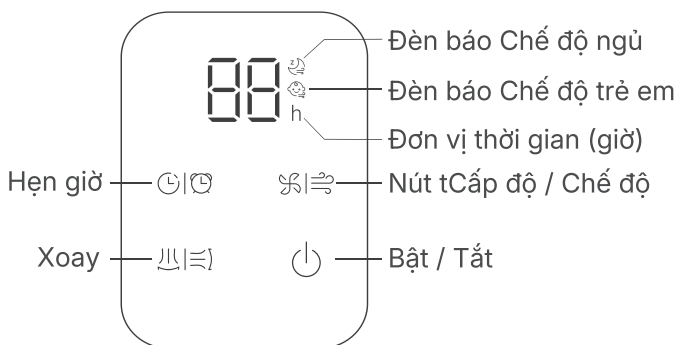 Đèn báo Chế độ ngủ
88
Đèn báo Chế độ trẻ em
h
Đơn vị thời gian (giờ)
Hẹn giờ
Nút tCấp độ / Chế độ
Xoay
Bật / Tắt